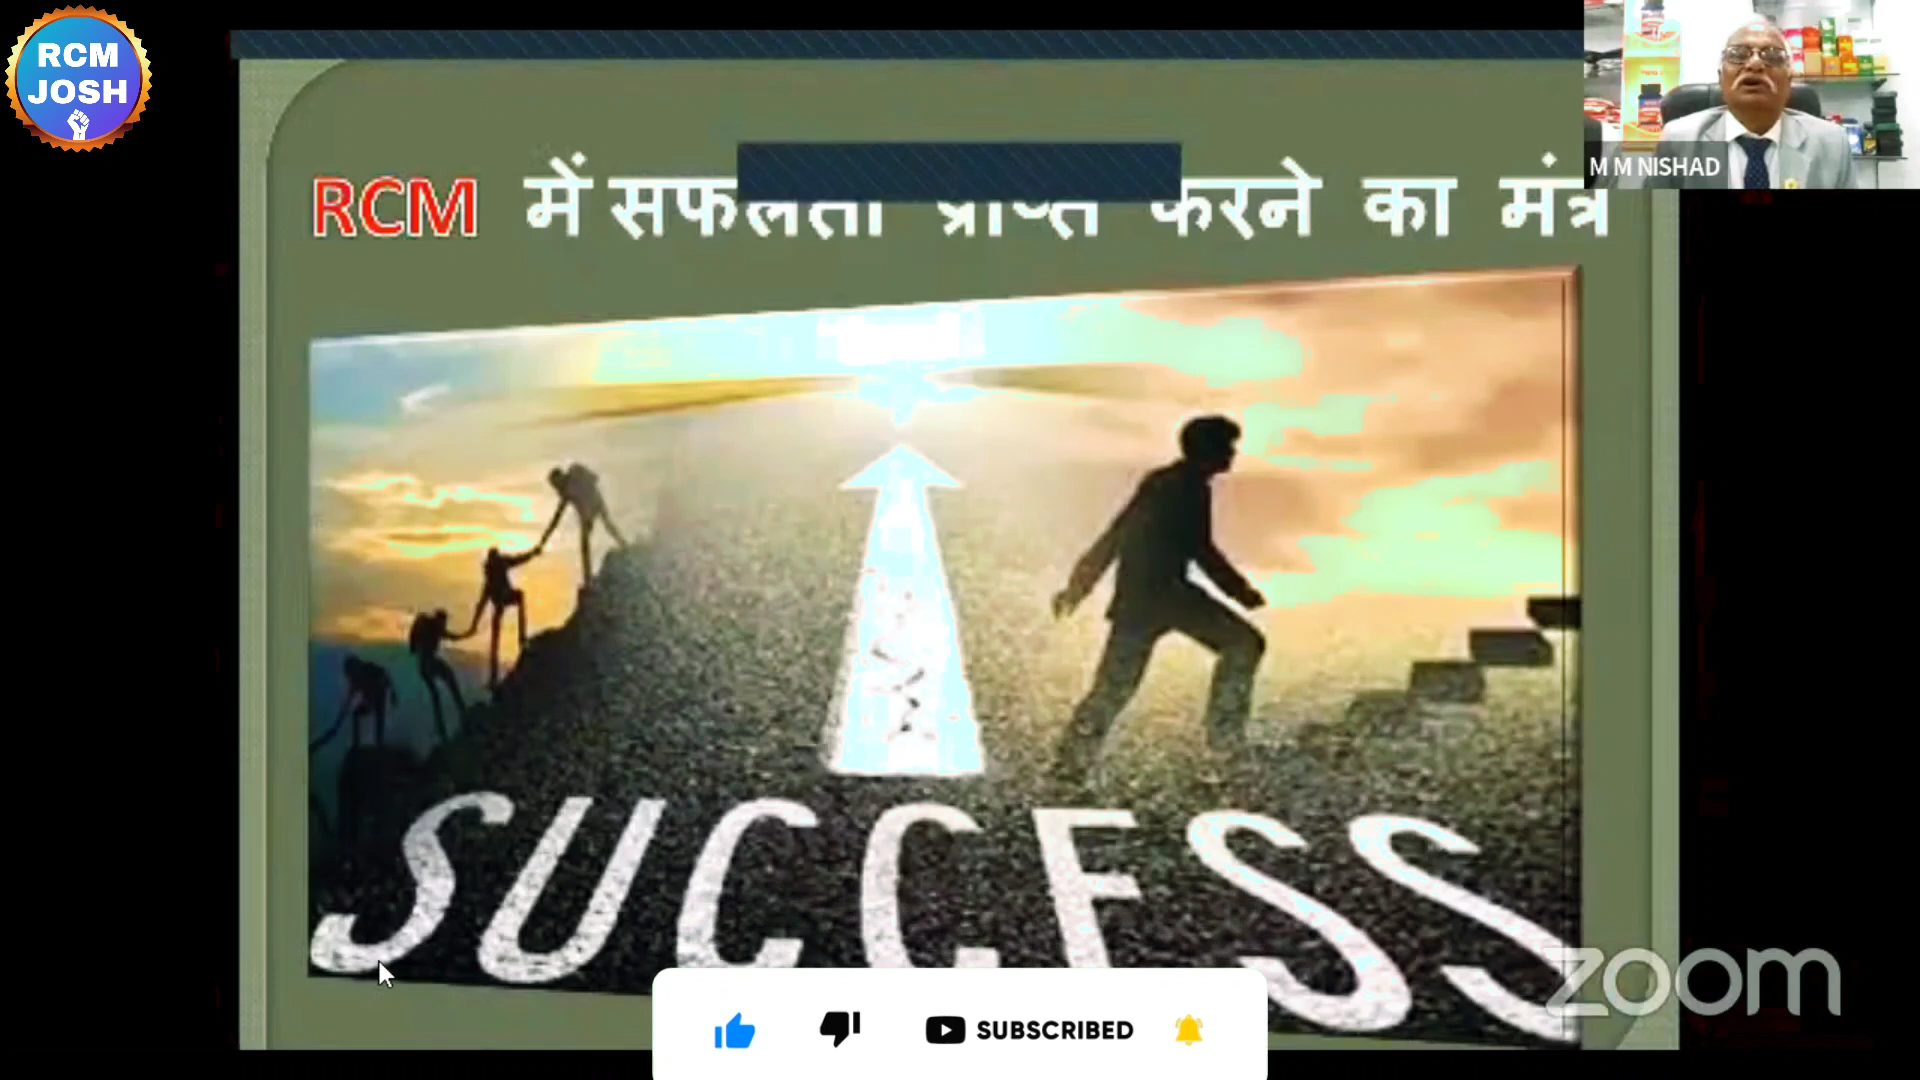 RCM
JOSH
M M NISHAD
RCM में सफलता प्राप्त करने का मंत्र
SUCCESS
zoom
SUBSCRIBED